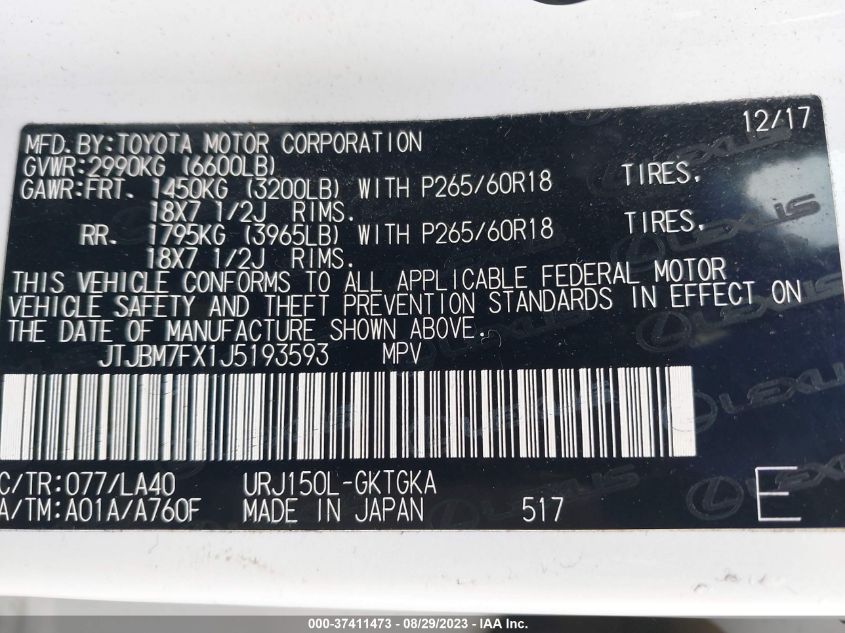 12/17
MFD.BY:TOYOTA MOTOR CORPORATION
GVWR:2990KG (6600LB)
GAWR:FRT. 1450KG (3200LB) WITH P265/60R18 TIRES.
18X7 1/2J RIMS.
RR. 1795KG (3965LB) WITH P265/60R18 TIRES.
18X7 1/2J RIMS.
THIS VEHICLE CONFORMS TO ALL APPLICABLE FEDERAL MOTOR
VEHICLE SAFETY AND THEFT PREVENTION STANDARDS IN EFFECT ON
THE DATE OF MANUFACTURE SHOWN ABOVE.
JTJBM7FX1J5193593 MPV
C/TR:077/LA40 URJ150L-GKTGKA
A/TM:A01A/A760F MADE IN JAPAN 517 E
LEXUS
000-37411473 - 08/29/2023 - IAA Inc.